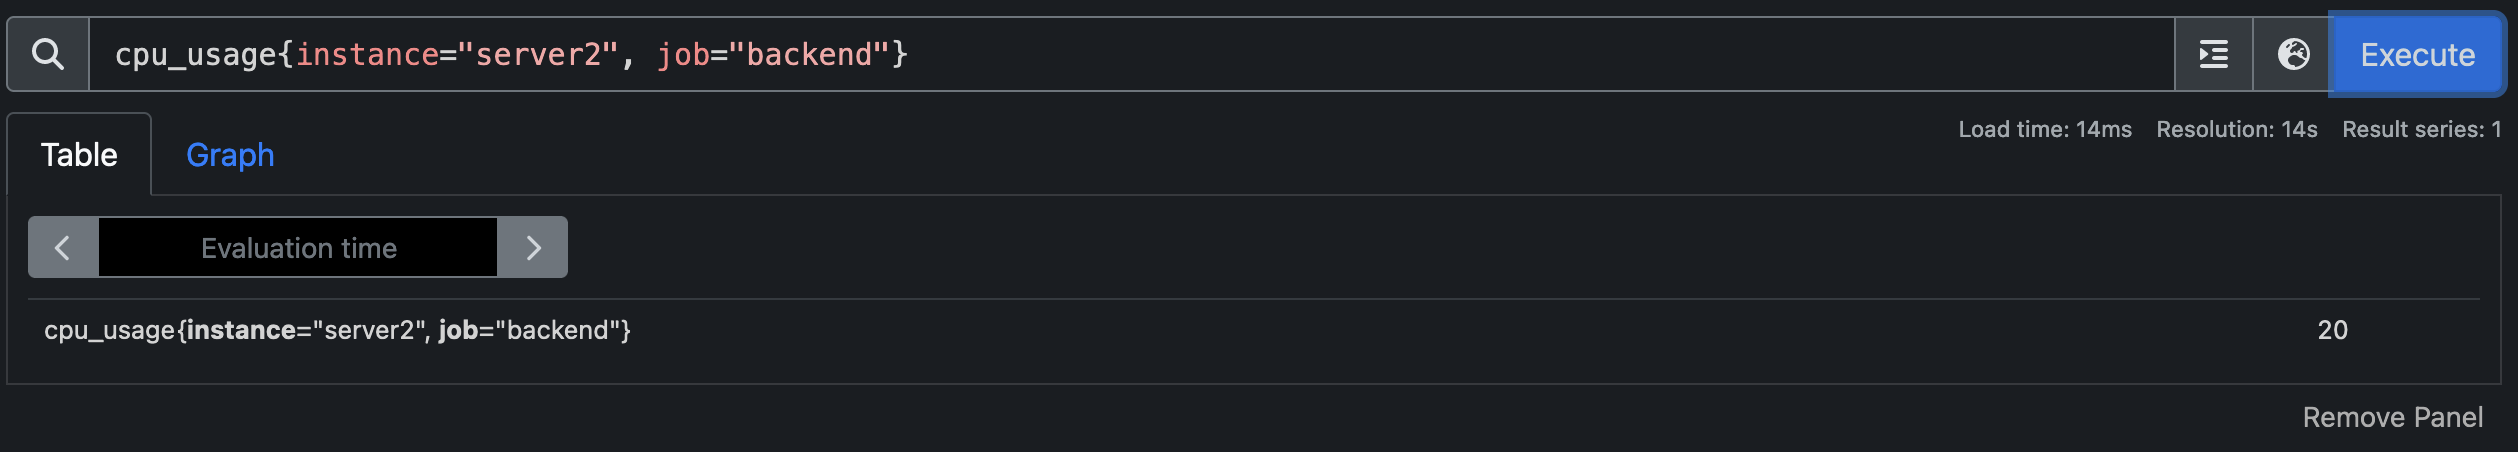 cpu_usage{instance="server2", job="backend"}
Execute
Table
Graph
Load time: 14ms Resolution: 14s Result series: 1
Evaluation time
cpu_usage{instance="server2", job="backend"} 20
Remove Panel